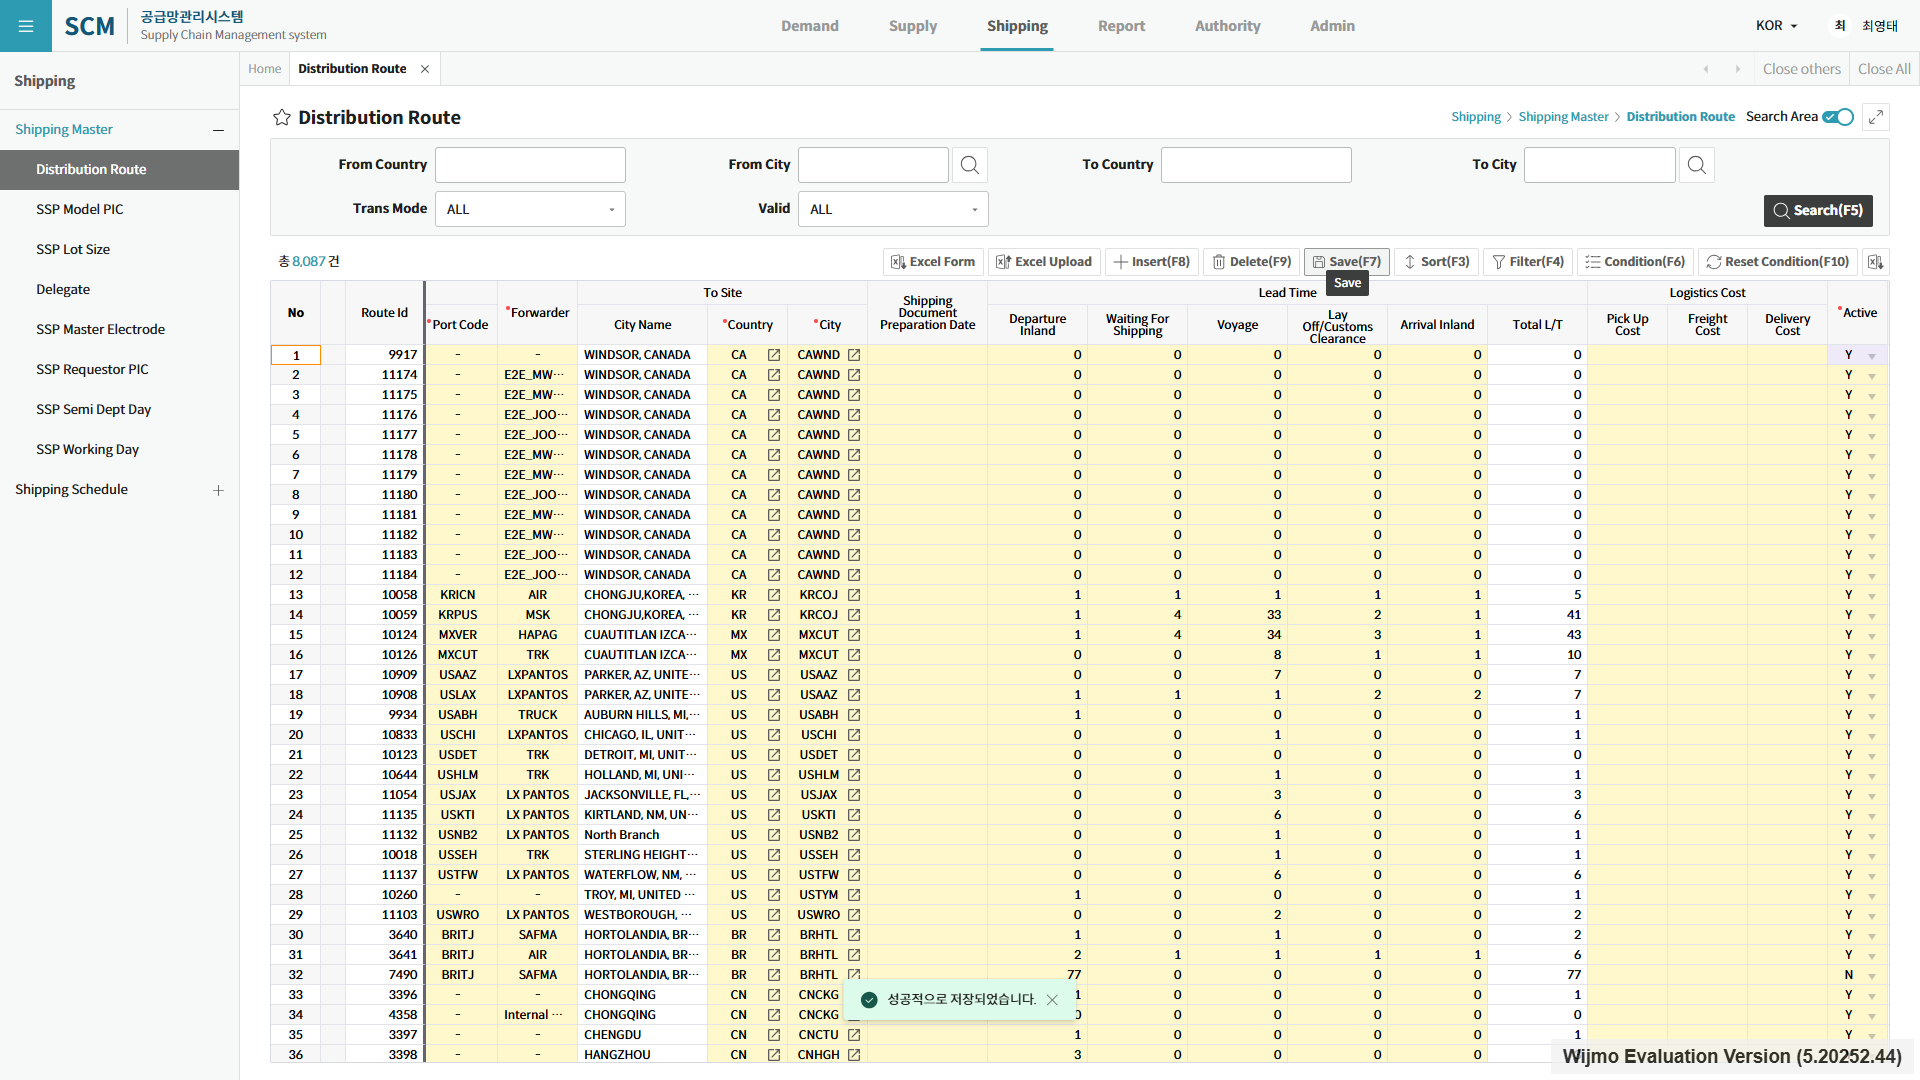 SCM 공급망관리시스템
Supply Chain Management system
Demand Supply Shipping Report Authority Admin
KOR 최 최영태
Shipping
Home Distribution Route
Close others Close All
Shipping Master
Distribution Route
SSP Model PIC
SSP Lot Size
Delegate
SSP Master Electrode
SSP Requestor PIC
SSP Semi Dept Day
SSP Working Day
Shipping Schedule
Distribution Route
Shipping > Shipping Master > Distribution Route Search Area
From Country From City To Country To City
Trans Mode ALL Valid ALL
Search(F5)
총 8,087 건
Excel Form Excel Upload Insert(F8) Delete(F9) Save(F7) Sort(F3) Filter(F4) Condition(F6) Reset Condition(F10)
Save
No Route Id *Port Code *Forwarder To Site Shipping Document Preparation Date Lead Time Logistics Cost *Active
City Name *Country *City Departure Inland Waiting For Shipping Voyage Lay Off/Customs Clearance Arrival Inland Total L/T Pick Up Cost Freight Cost Delivery Cost
1 9917 - - WINDSOR, CANADA CA CAWND 0 0 0 0 0 0 Y
2 11174 - E2E_MW··· WINDSOR, CANADA CA CAWND 0 0 0 0 0 0 Y
3 11175 - E2E_MW··· WINDSOR, CANADA CA CAWND 0 0 0 0 0 0 Y
4 11176 - E2E_JOO··· WINDSOR, CANADA CA CAWND 0 0 0 0 0 0 Y
5 11177 - E2E_JOO··· WINDSOR, CANADA CA CAWND 0 0 0 0 0 0 Y
6 11178 - E2E_MW··· WINDSOR, CANADA CA CAWND 0 0 0 0 0 0 Y
7 11179 - E2E_MW··· WINDSOR, CANADA CA CAWND 0 0 0 0 0 0 Y
8 11180 - E2E_JOO··· WINDSOR, CANADA CA CAWND 0 0 0 0 0 0 Y
9 11181 - E2E_MW··· WINDSOR, CANADA CA CAWND 0 0 0 0 0 0 Y
10 11182 - E2E_MW··· WINDSOR, CANADA CA CAWND 0 0 0 0 0 0 Y
11 11183 - E2E_JOO··· WINDSOR, CANADA CA CAWND 0 0 0 0 0 0 Y
12 11184 - E2E_JOO··· WINDSOR, CANADA CA CAWND 0 0 0 0 0 0 Y
13 10058 KRICN AIR CHONGJU,KOREA, ··· KR KRCOJ 1 1 1 1 1 5 Y
14 10059 KRPUS MSK CHONGJU,KOREA, ··· KR KRCOJ 1 4 33 2 1 41 Y
15 10124 MXVER HAPAG CUAUTITLAN IZCA··· MX MXCUT 1 4 34 3 1 43 Y
16 10126 MXCUT TRK CUAUTITLAN IZCA··· MX MXCUT 0 0 8 1 1 10 Y
17 10909 USAAZ LXPANTOS PARKER, AZ, UNITE··· US USAAZ 0 0 7 0 0 7 Y
18 10908 USLAX LXPANTOS PARKER, AZ, UNITE··· US USAAZ 1 1 1 2 2 7 Y
19 9934 USABH TRUCK AUBURN HILLS, MI,··· US USABH 1 0 0 0 0 1 Y
20 10833 USCHI LXPANTOS CHICAGO, IL, UNIT··· US USCHI 0 0 1 0 0 1 Y
21 10123 USDET TRK DETROIT, MI, UNIT··· US USDET 0 0 0 0 0 0 Y
22 10644 USHLM TRK HOLLAND, MI, UNI··· US USHLM 0 0 1 0 0 1 Y
23 11054 USJAX LX PANTOS JACKSONVILLE, FL,··· US USJAX 0 0 3 0 0 3 Y
24 11135 USKTI LX PANTOS KIRTLAND, NM, UN··· US USKTI 0 0 6 0 0 6 Y
25 11132 USNB2 LX PANTOS North Branch US USNB2 0 0 1 0 0 1 Y
26 10018 USSEH TRK STERLING HEIGHT··· US USSEH 0 0 1 0 0 1 Y
27 11137 USTFW LX PANTOS WATERFLOW, NM, ··· US USTFW 0 0 6 0 0 6 Y
28 10260 - - TROY, MI, UNITED ··· US USTYM 1 0 0 0 0 1 Y
29 11103 USWRO LX PANTOS WESTBOROUGH, ··· US USWRO 0 0 2 0 0 2 Y
30 3640 BRITJ SAFMA HORTOLANDIA, BR··· BR BRHTL 1 0 1 0 0 2 Y
31 3641 BRITJ AIR HORTOLANDIA, BR··· BR BRHTL 2 1 1 1 1 6 Y
32 7490 BRITJ SAFMA HORTOLANDIA, BR··· BR BRHTL 77 0 0 0 0 77 N
33 3396 - - CHONGQING CN CNCKG 1 0 0 0 0 1 Y
34 4358 - Internal ··· CHONGQING CN CNCKG 0 0 0 0 0 0 Y
35 3397 - - CHENGDU CN CNCTU 1 0 0 0 0 1 Y
36 3398 - - HANGZHOU CN CNHGH 3 0 0 0 0
성공적으로 저장되었습니다.
Wijmo Evaluation Version (5.20252.44)